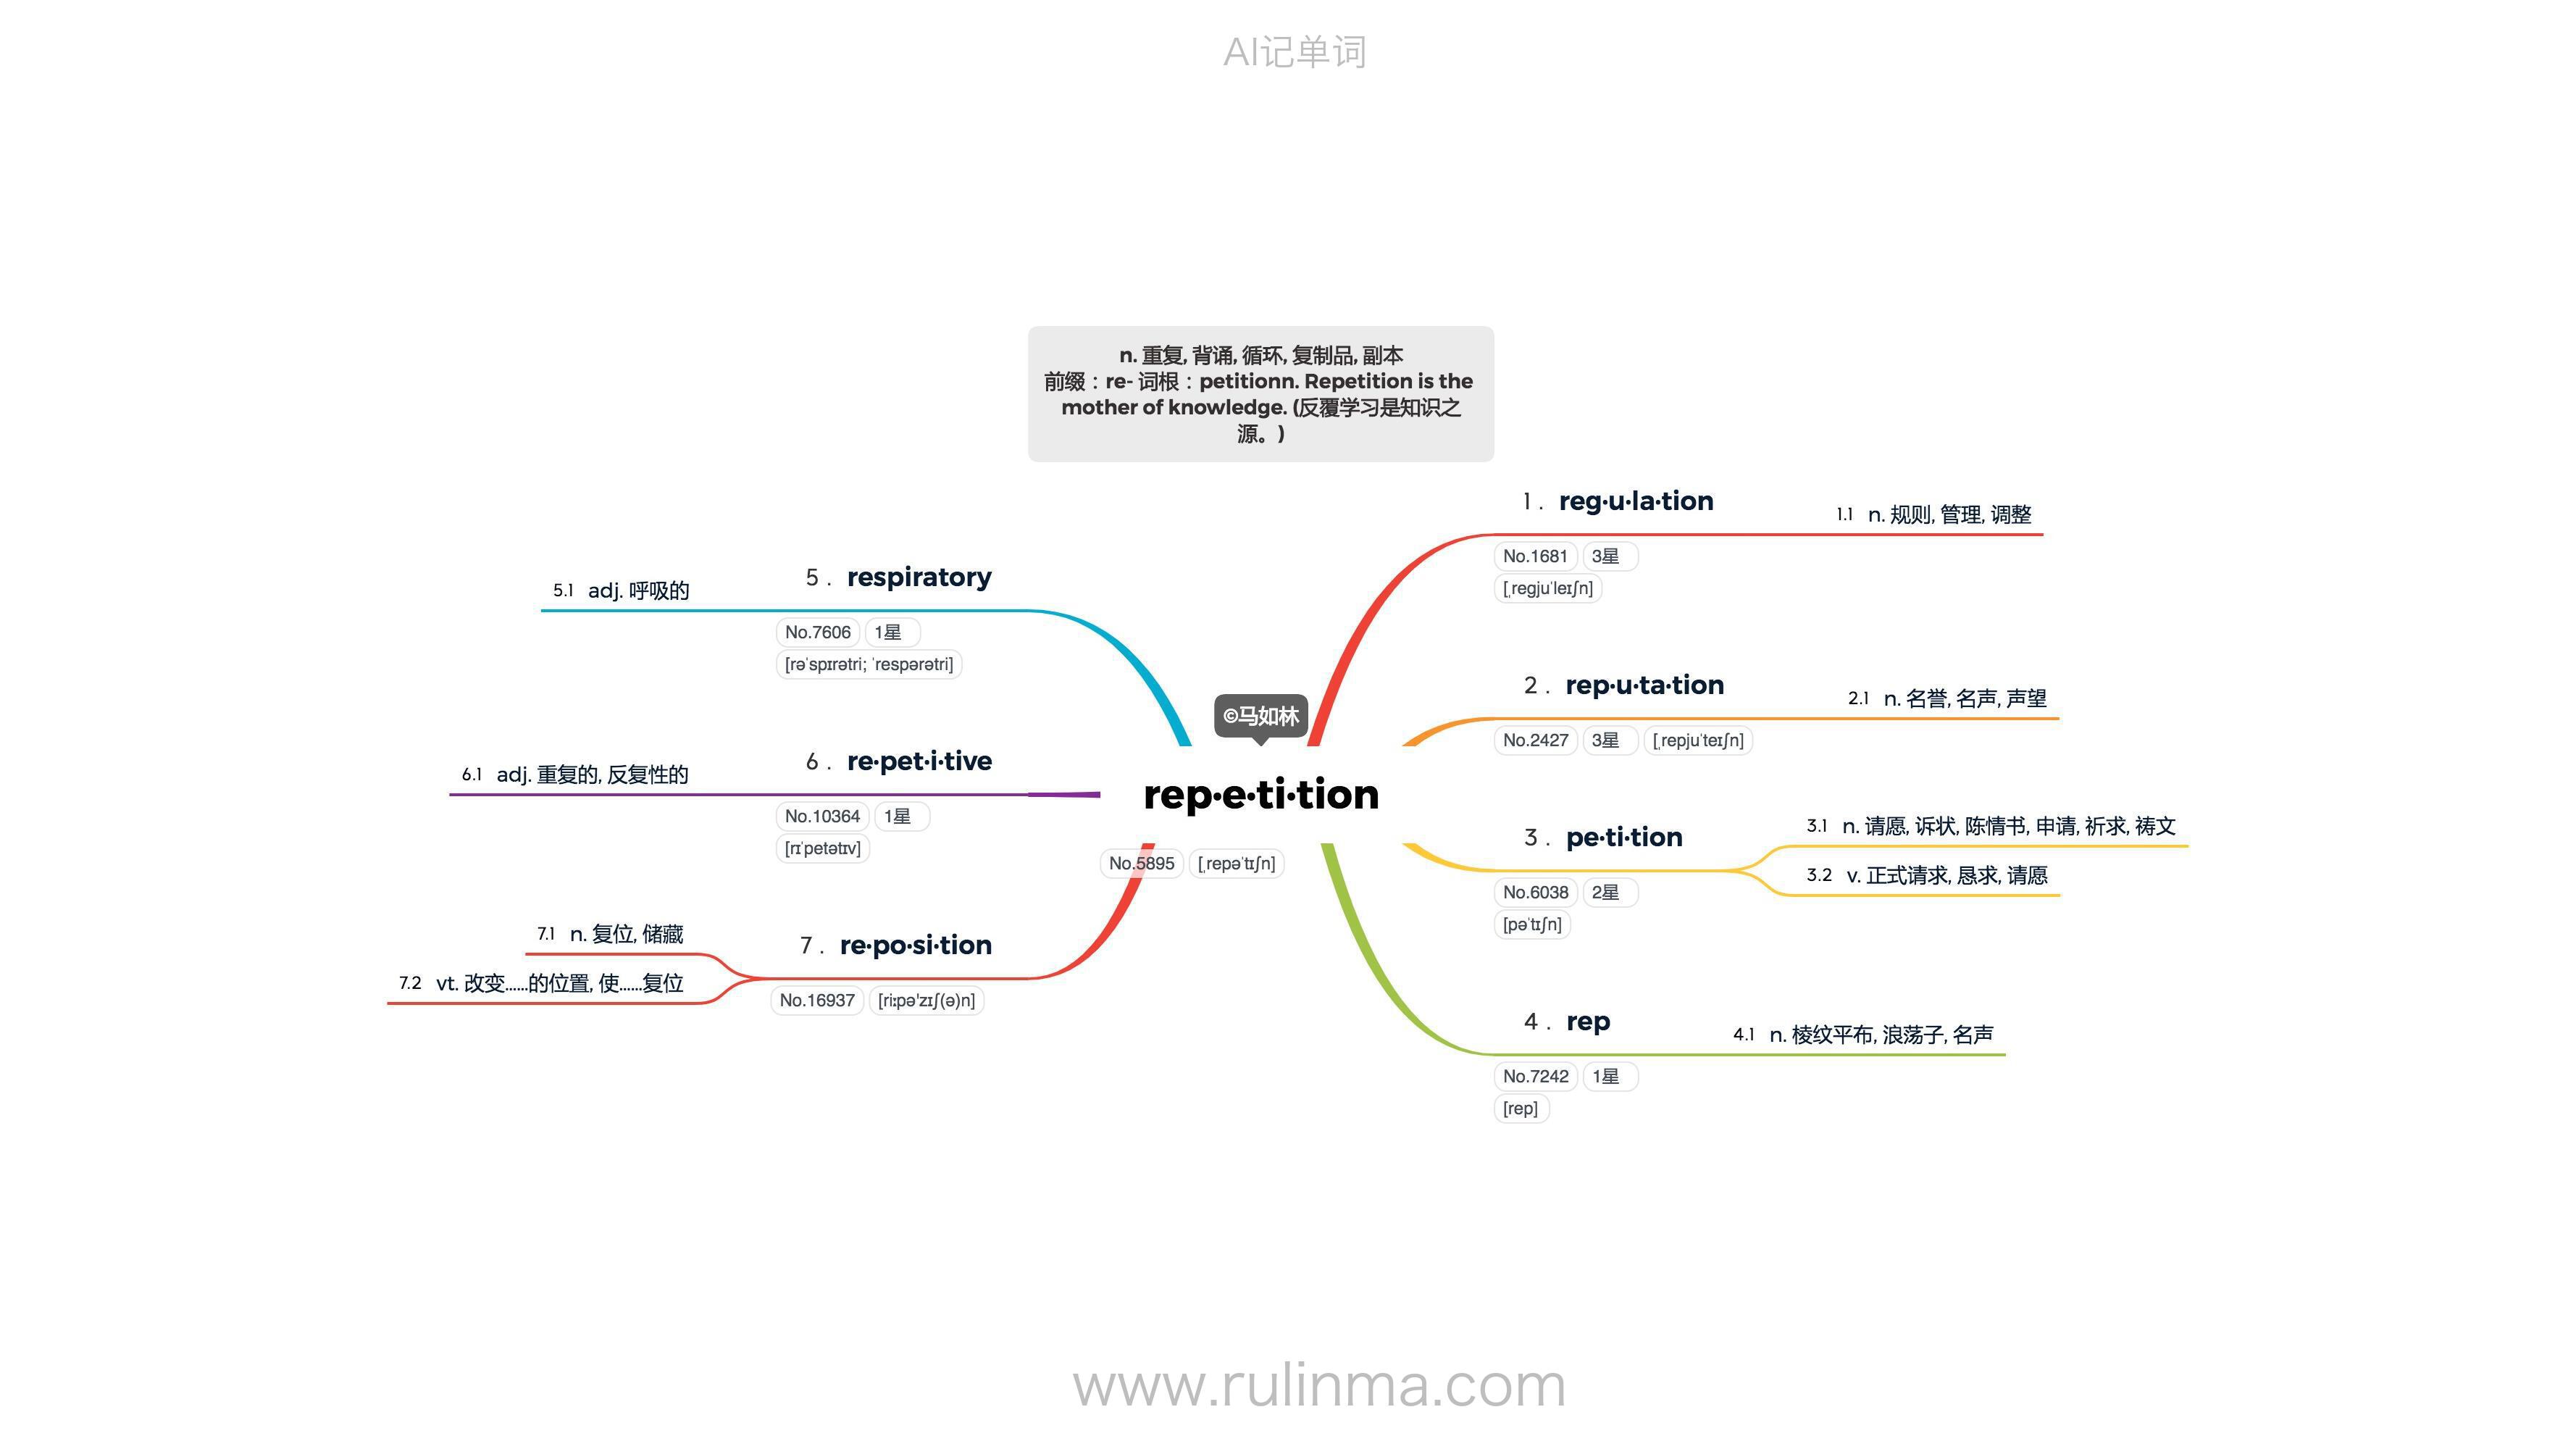 AI记单词
n. 重复, 背诵, 循环, 复制品, 副本
前缀：re- 词根：petitionn. Repetition is the
mother of knowledge. (反覆学习是知识之
源。)
©马如林
rep·e·ti·tion
No.5895 [ˌrepəˈtɪʃn]
1 . reg·u·la·tion
No.1681 3星
[ˌregjuˈleɪʃn]
1.1 n. 规则, 管理, 调整
2 . rep·u·ta·tion
No.2427 3星 [ˌrepjuˈteɪʃn]
2.1 n. 名誉, 名声, 声望
3 . pe·ti·tion
No.6038 2星
[pəˈtɪʃn]
3.1 n. 请愿, 诉状, 陈情书, 申请, 祈求, 祷文
3.2 v. 正式请求, 恳求, 请愿
4 . rep
No.7242 1星
[rep]
4.1 n. 棱纹平布, 浪荡子, 名声
5 . respiratory
No.7606 1星
[rəˈspɪrətri; ˈrespərətri]
5.1 adj. 呼吸的
6 . re·pet·i·tive
No.10364 1星
[rɪˈpetətɪv]
6.1 adj. 重复的, 反复性的
7 . re·po·si·tion
No.16937 [riːpə'zɪʃ(ə)n]
7.1 n. 复位, 储藏
7.2 vt. 改变……的位置, 使……复位
www.rulinma.com